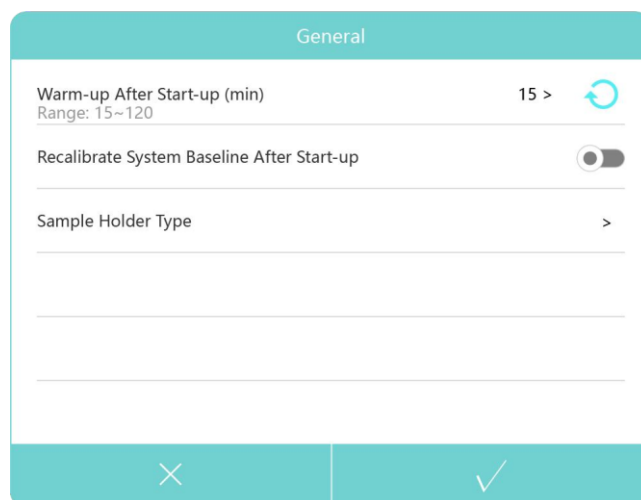 General
Warm-up After Start-up (min) 15 >
Range: 15~120
Recalibrate System Baseline After Start-up
Sample Holder Type >